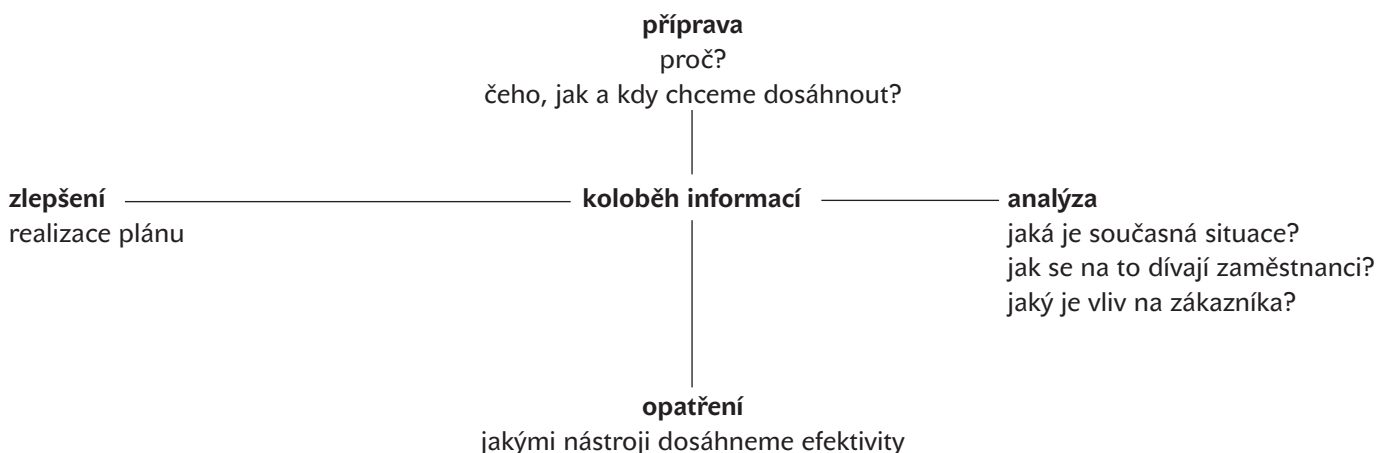 příprava
proč?
čeho, jak a kdy chceme dosáhnout?
zlepšení
realizace plánu
koloběh informací
analýza
jaká je současná situace?
jak se na to dívají zaměstnanci?
jaký je vliv na zákazníka?
opatření
jakými nástroji dosáhneme efektivity